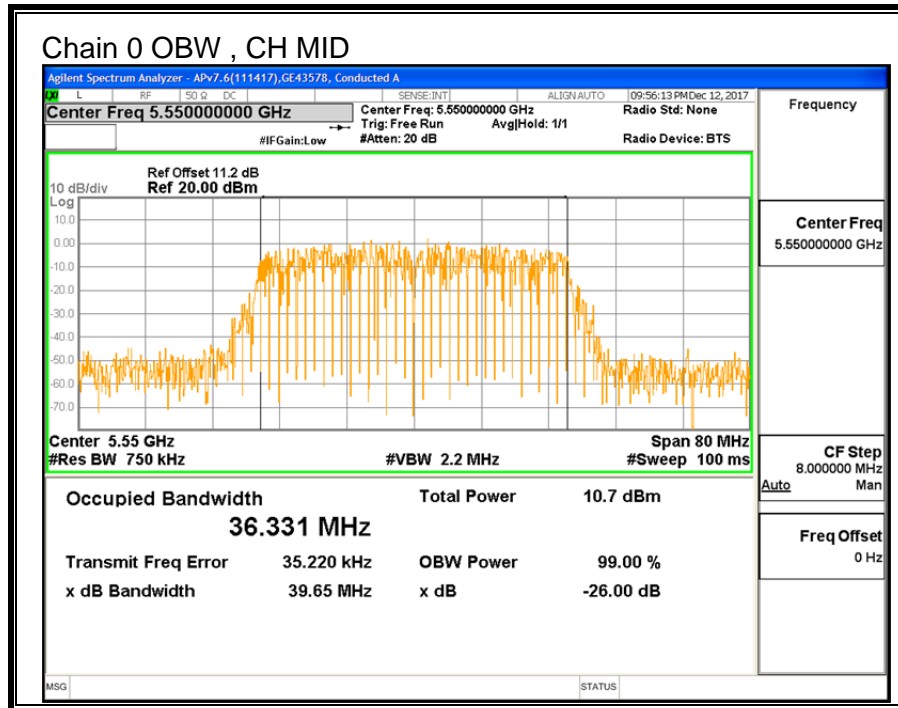 Chain 0 OBW , CH MID
Agilent Spectrum Analyzer - APv7.6(111417),GE43578, Conducted A
LXI L RF 50 Ω DC SENSE:INT ALIGNAUTO 09:56:13 PM Dec 12, 2017
Center Freq 5.550000000 GHz
Center Freq: 5.550000000 GHz Radio Std: None
Trig: Free Run Avg|Hold: 1/1
#IFGain:Low #Atten: 20 dB Radio Device: BTS
Ref Offset 11.2 dB
10 dB/div Ref 20.00 dBm
Log
10.0
0.00
-10.0
-20.0
-30.0
-40.0
-50.0
-60.0
-70.0
Center 5.55 GHz Span 80 MHz
#Res BW 750 kHz #VBW 2.2 MHz #Sweep 100 ms
Occupied Bandwidth Total Power 10.7 dBm
36.331 MHz
Transmit Freq Error 35.220 kHz OBW Power 99.00 %
x dB Bandwidth 39.65 MHz x dB -26.00 dB
MSG STATUS
Frequency
Center Freq
5.550000000 GHz
CF Step
8.000000 MHz
Auto Man
Freq Offset
0 Hz